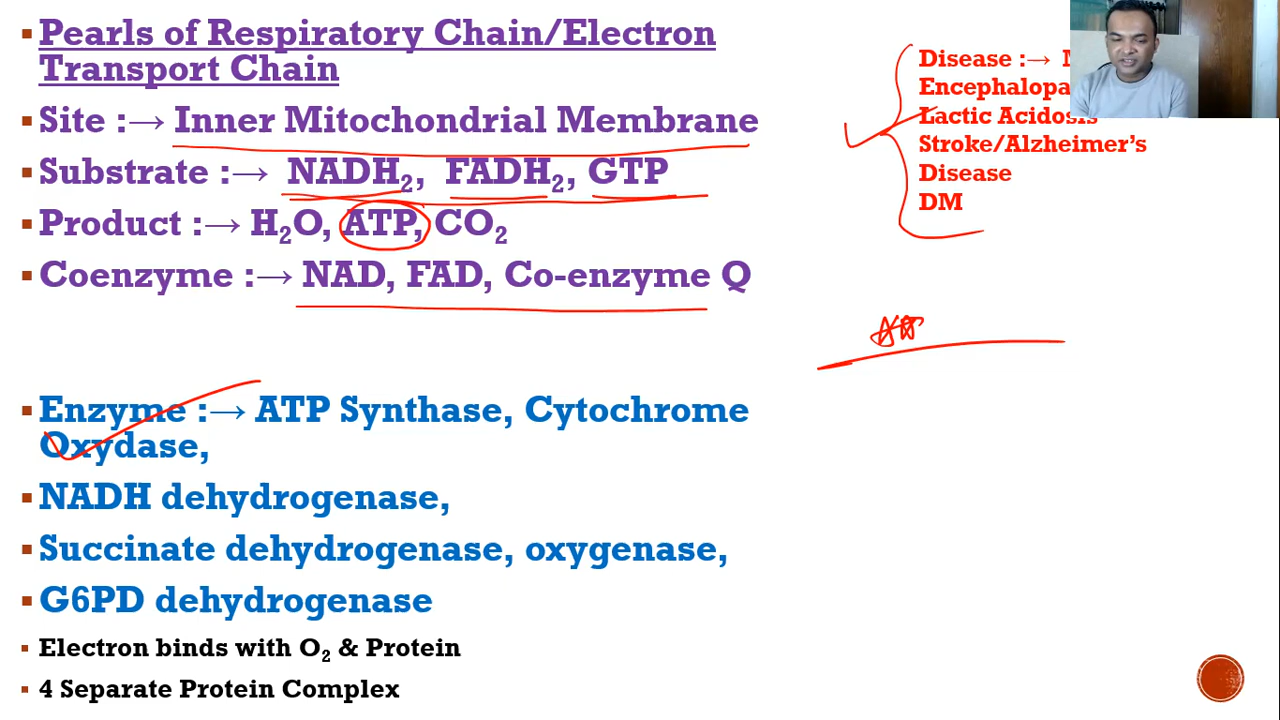 ▪ Pearls of Respiratory Chain/Electron
Transport Chain
▪ Site :→ Inner Mitochondrial Membrane
▪ Substrate :→ NADH₂, FADH₂, GTP
▪ Product :→ H₂O, ATP, CO₂
▪ Coenzyme :→ NAD, FAD, Co-enzyme Q
▪ Enzyme :→ ATP Synthase, Cytochrome
Oxydase,
▪ NADH dehydrogenase,
▪ Succinate dehydrogenase, oxygenase,
▪ G6PD dehydrogenase
▪ Electron binds with O₂ & Protein
▪ 4 Separate Protein Complex
Disease :→
Encephalopa
Lactic Acidosis
Stroke/Alzheimer's
Disease
DM